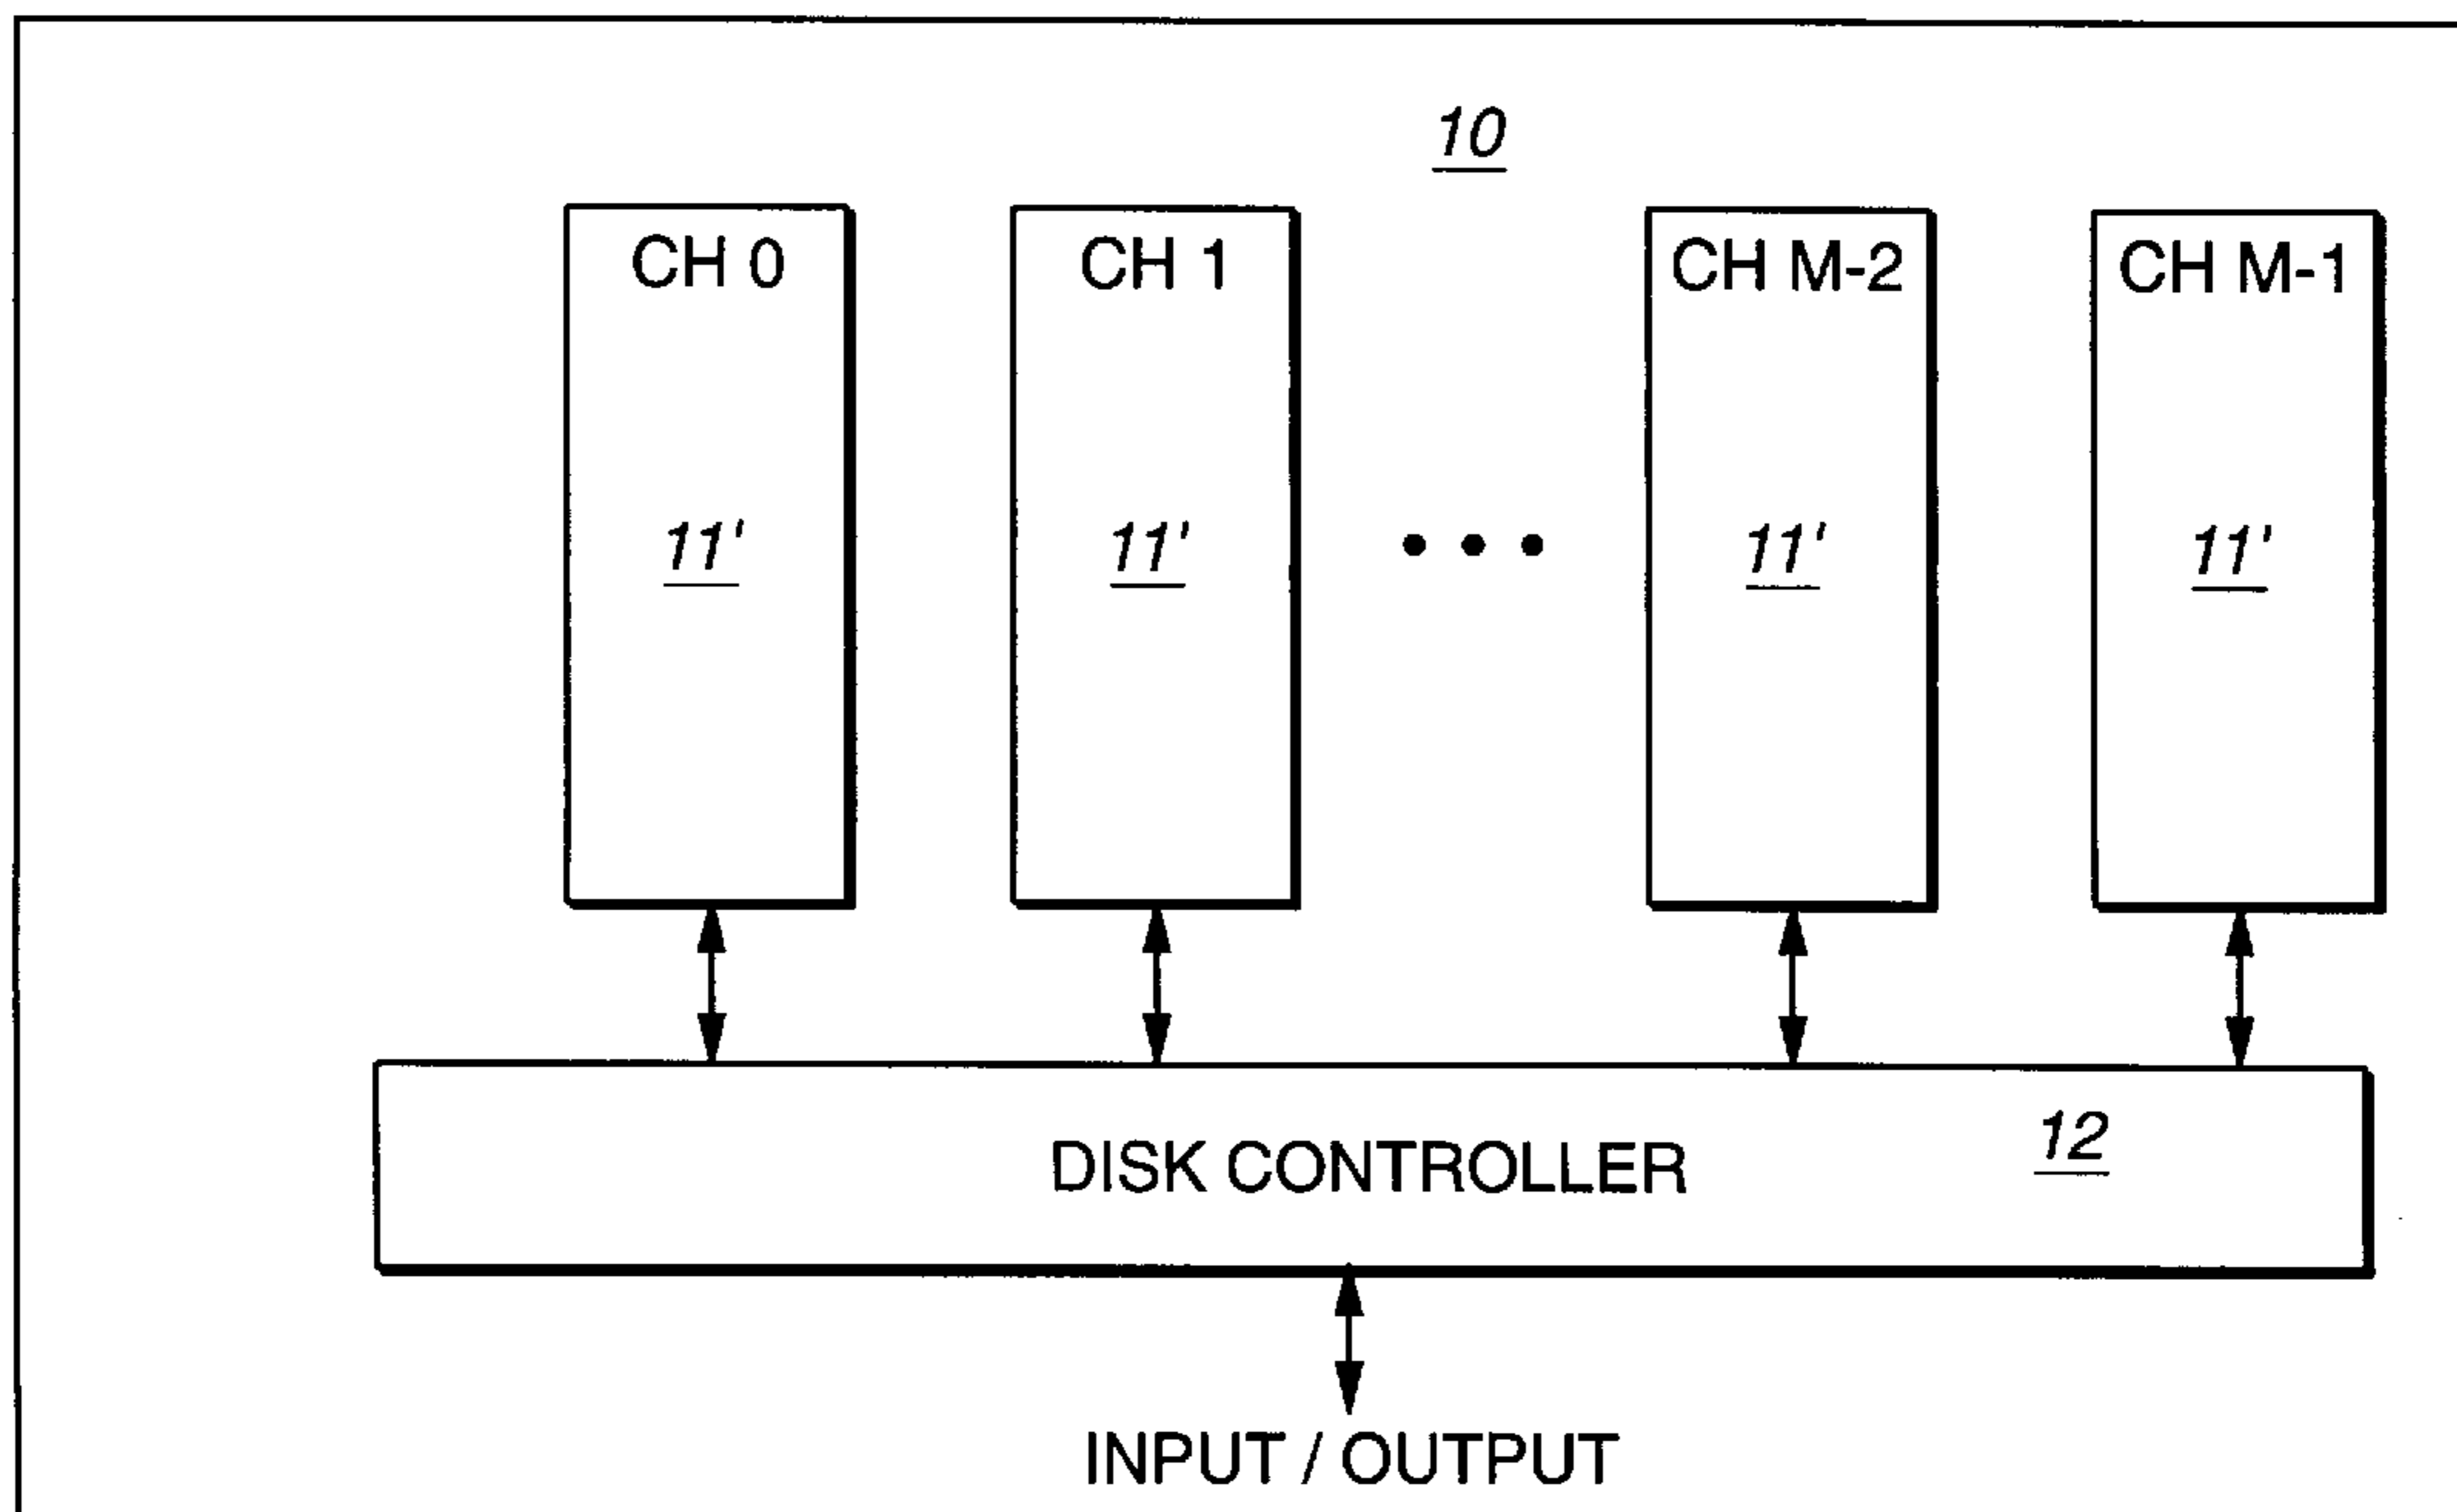 10
CH 0
CH 1
CH M-2
CH M-1
11'
11'
11'
11'
DISK CONTROLLER
12
INPUT / OUTPUT